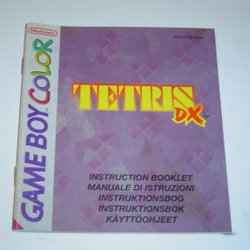 Nintendo
GAME BOY COLOR
TETRIS
DX
INSTRUCTION BOOKLET
MANUALE DI ISTRUZIONI
INSTRUKTIONSBOG
INSTRUKTIONSBOK
KÄYTTÖOHJEET